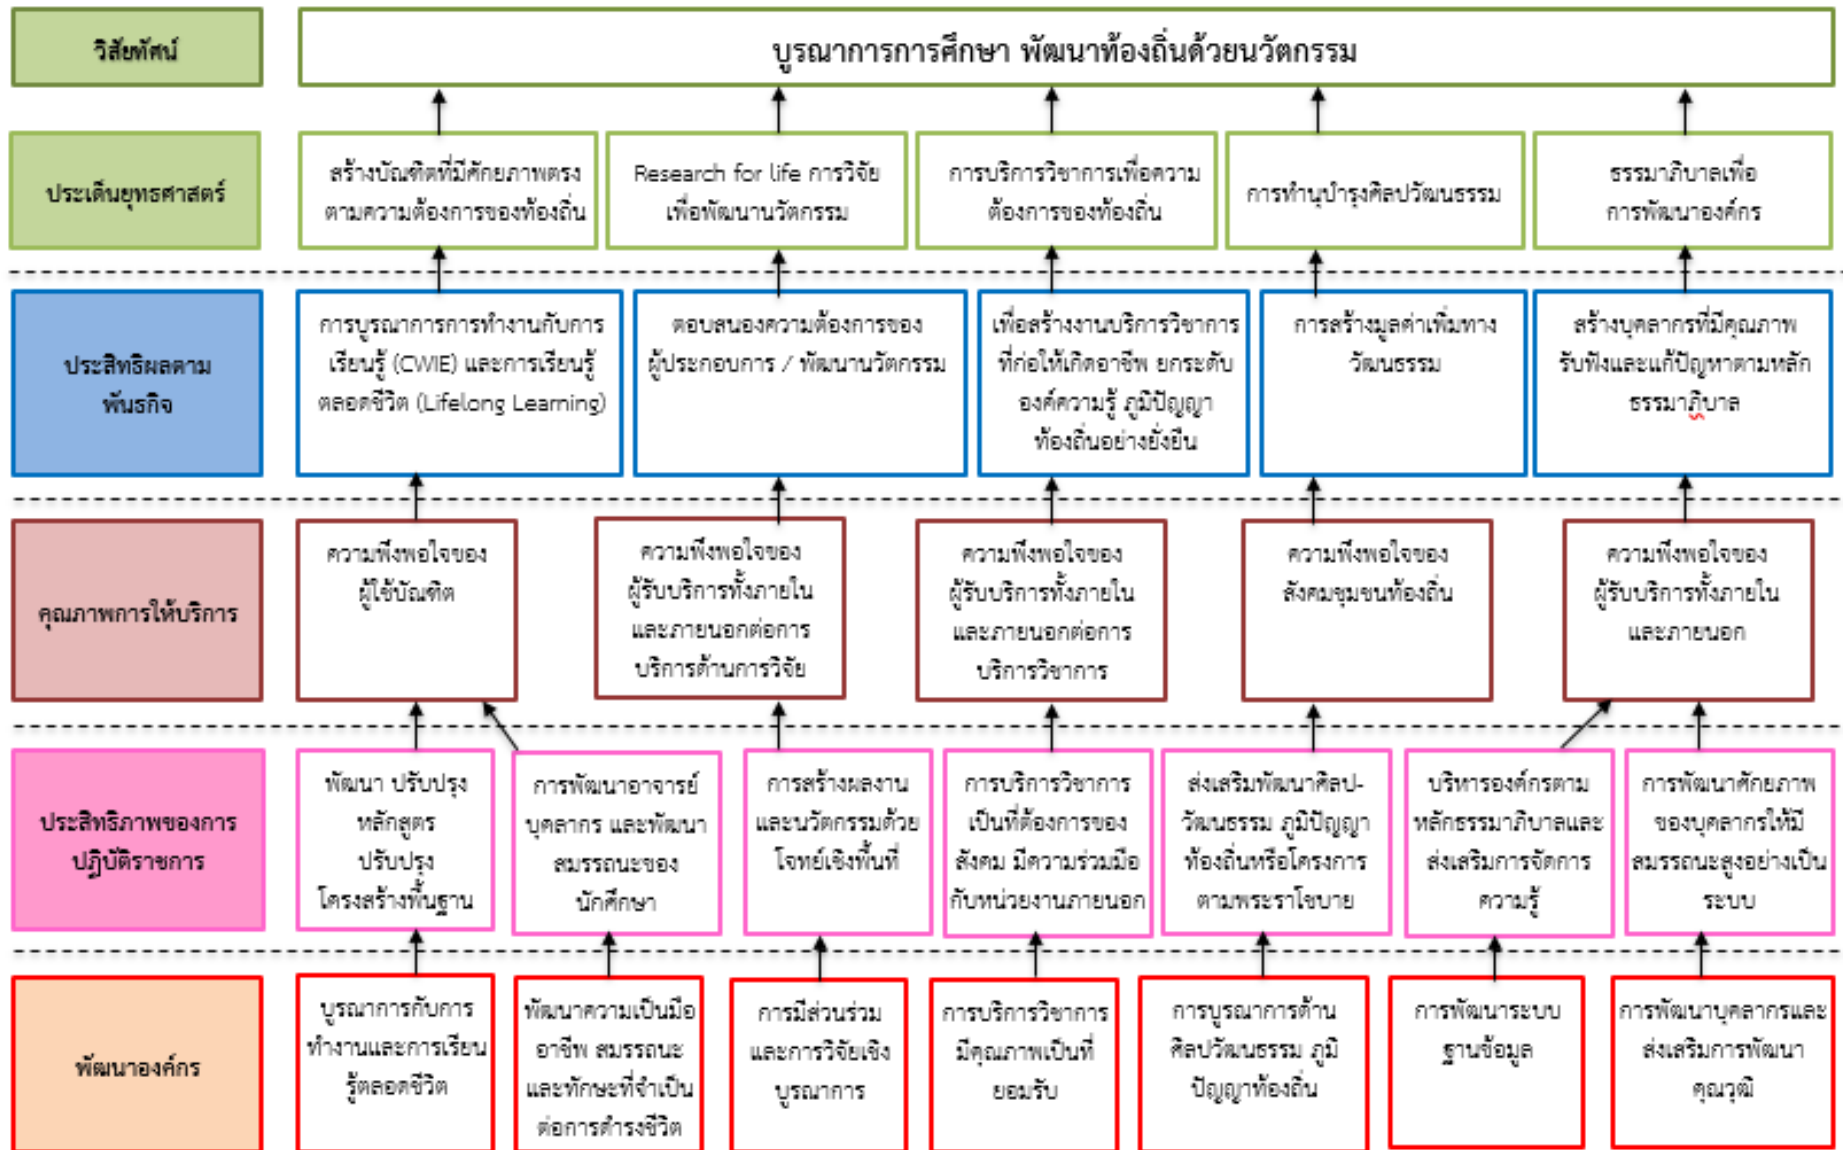 วิสัยทัศน์
บูรณาการการศึกษา พัฒนาท้องถิ่นด้วยนวัตกรรม
ประเด็นยุทธศาสตร์
สร้างบัณฑิตที่มีศักยภาพตรง
ตามความต้องการของท้องถิ่น
Research for life การวิจัย
เพื่อพัฒนานวัตกรรม
การบริการวิชาการเพื่อความ
ต้องการของท้องถิ่น
การทำนุบำรุงศิลปวัฒนธรรม
ธรรมาภิบาลเพื่อ
การพัฒนาองค์กร
ประสิทธิผลตาม
พันธกิจ
การบูรณาการการทำงานกับการ
เรียนรู้ (CWIE) และการเรียนรู้
ตลอดชีวิต (Lifelong Learning)
ตอบสนองความต้องการของ
ผู้ประกอบการ / พัฒนานวัตกรรม
เพื่อสร้างงานบริการวิชาการ
ที่ก่อให้เกิดอาชีพ ยกระดับ
องค์ความรู้ ภูมิปัญญา
ท้องถิ่นอย่างยั่งยืน
การสร้างมูลค่าเพิ่มทาง
วัฒนธรรม
สร้างบุคลากรที่มีคุณภาพ
รับฟังและแก้ปัญหาตามหลัก
ธรรมาภิบาล
คุณภาพการให้บริการ
ความพึงพอใจของ
ผู้ใช้บัณฑิต
ความพึงพอใจของ
ผู้รับบริการทั้งภายใน
และภายนอกต่อการ
บริการด้านการวิจัย
ความพึงพอใจของ
ผู้รับบริการทั้งภายใน
และภายนอกต่อการ
บริการวิชาการ
ความพึงพอใจของ
สังคมชุมชนท้องถิ่น
ความพึงพอใจของ
ผู้รับบริการทั้งภายใน
และภายนอก
ประสิทธิภาพของการ
ปฏิบัติราชการ
พัฒนา ปรับปรุง
หลักสูตร
ปรับปรุง
โครงสร้างพื้นฐาน
การพัฒนาอาจารย์
บุคลากร และพัฒนา
สมรรถนะของ
นักศึกษา
การสร้างผลงาน
และนวัตกรรมด้วย
โจทย์เชิงพื้นที่
การบริการวิชาการ
เป็นที่ต้องการของ
สังคม มีความร่วมมือ
กับหน่วยงานภายนอก
ส่งเสริมพัฒนาศิลป-
วัฒนธรรม ภูมิปัญญา
ท้องถิ่นหรือโครงการ
ตามพระราโชบาย
บริหารองค์กรตาม
หลักธรรมาภิบาลและ
ส่งเสริมการจัดการ
ความรู้
การพัฒนาศักยภาพ
ของบุคลากรให้มี
สมรรถนะสูงอย่างเป็น
ระบบ
พัฒนาองค์กร
บูรณาการกับการ
ทำงานและการเรียน
รู้ตลอดชีวิต
พัฒนาความเป็นมือ
อาชีพ สมรรถนะ
และทักษะที่จำเป็น
ต่อการดำรงชีวิต
การมีส่วนร่วม
และการวิจัยเชิง
บูรณาการ
การบริการวิชาการ
มีคุณภาพเป็นที่
ยอมรับ
การบูรณาการด้าน
ศิลปวัฒนธรรม ภูมิ
ปัญญาท้องถิ่น
การพัฒนาระบบ
ฐานข้อมูล
การพัฒนาบุคลากรและ
ส่งเสริมการพัฒนา
คุณวุฒิ